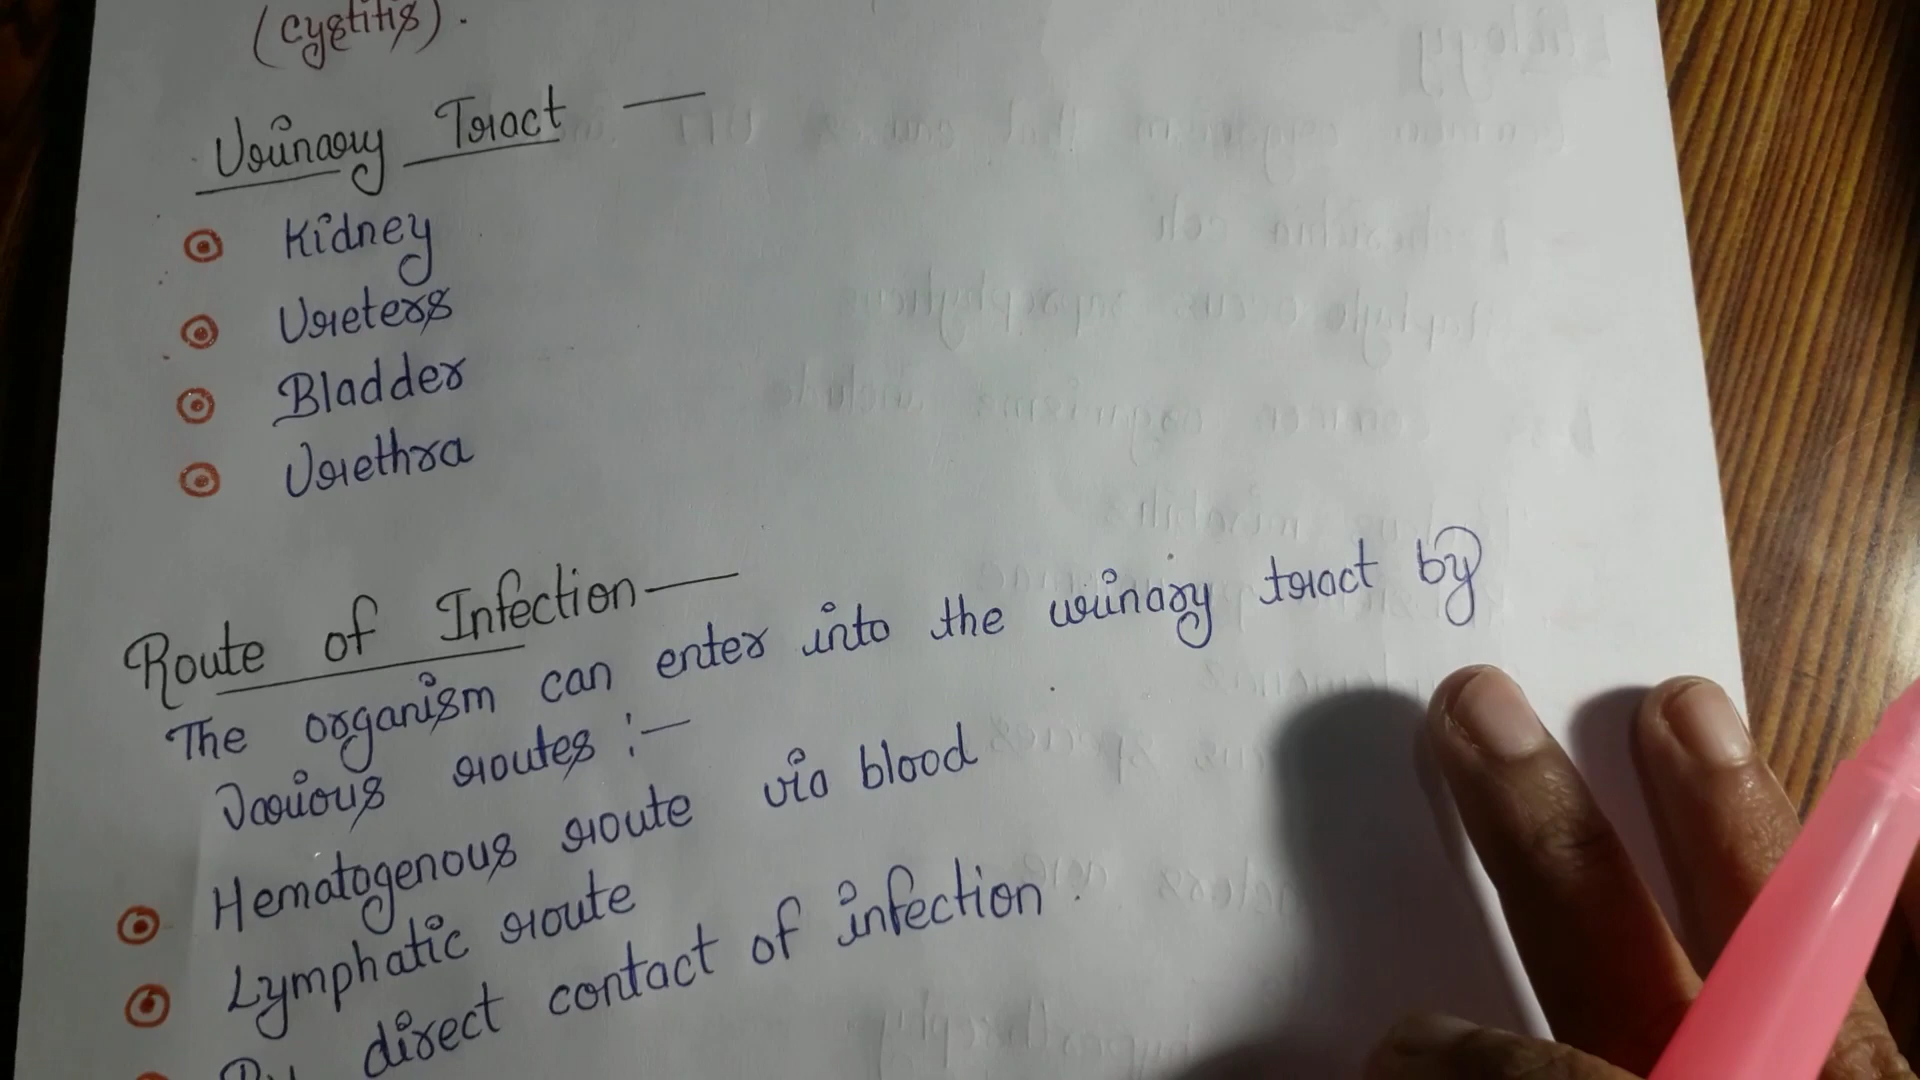 (cystitis).
Urinary Tract —
Kidney
Ureters
Bladder
Urethra
Route of Infection —
The organism can enter into the urinary tract by
various routes :-
Hematogenous route via blood
Lymphatic route
By direct contact of infection.